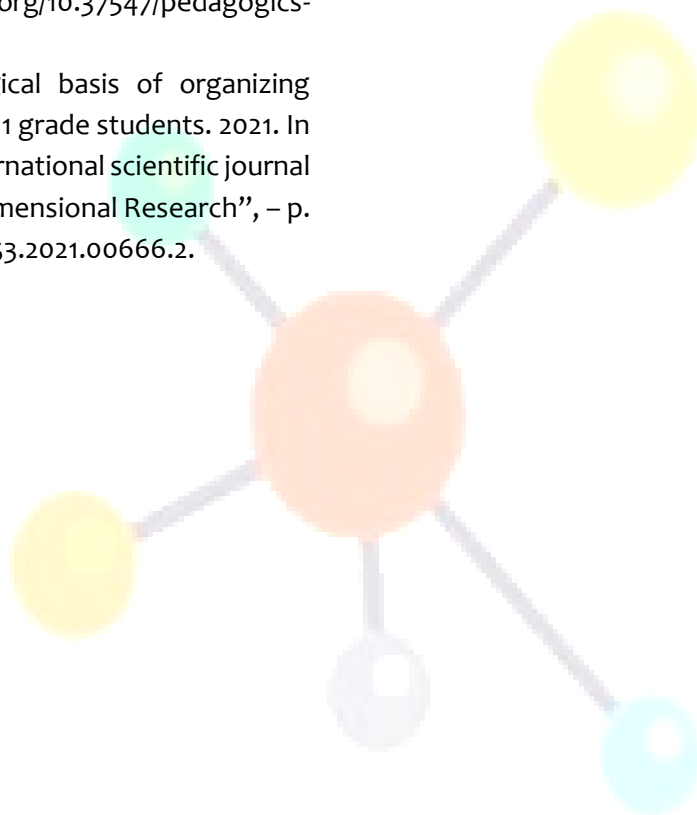 org/10.37547/pedagogics-
gical basis of organizing
1 grade students. 2021. In
rnational scientific journal
mensional Research”, – p.
53.2021.00666.2.